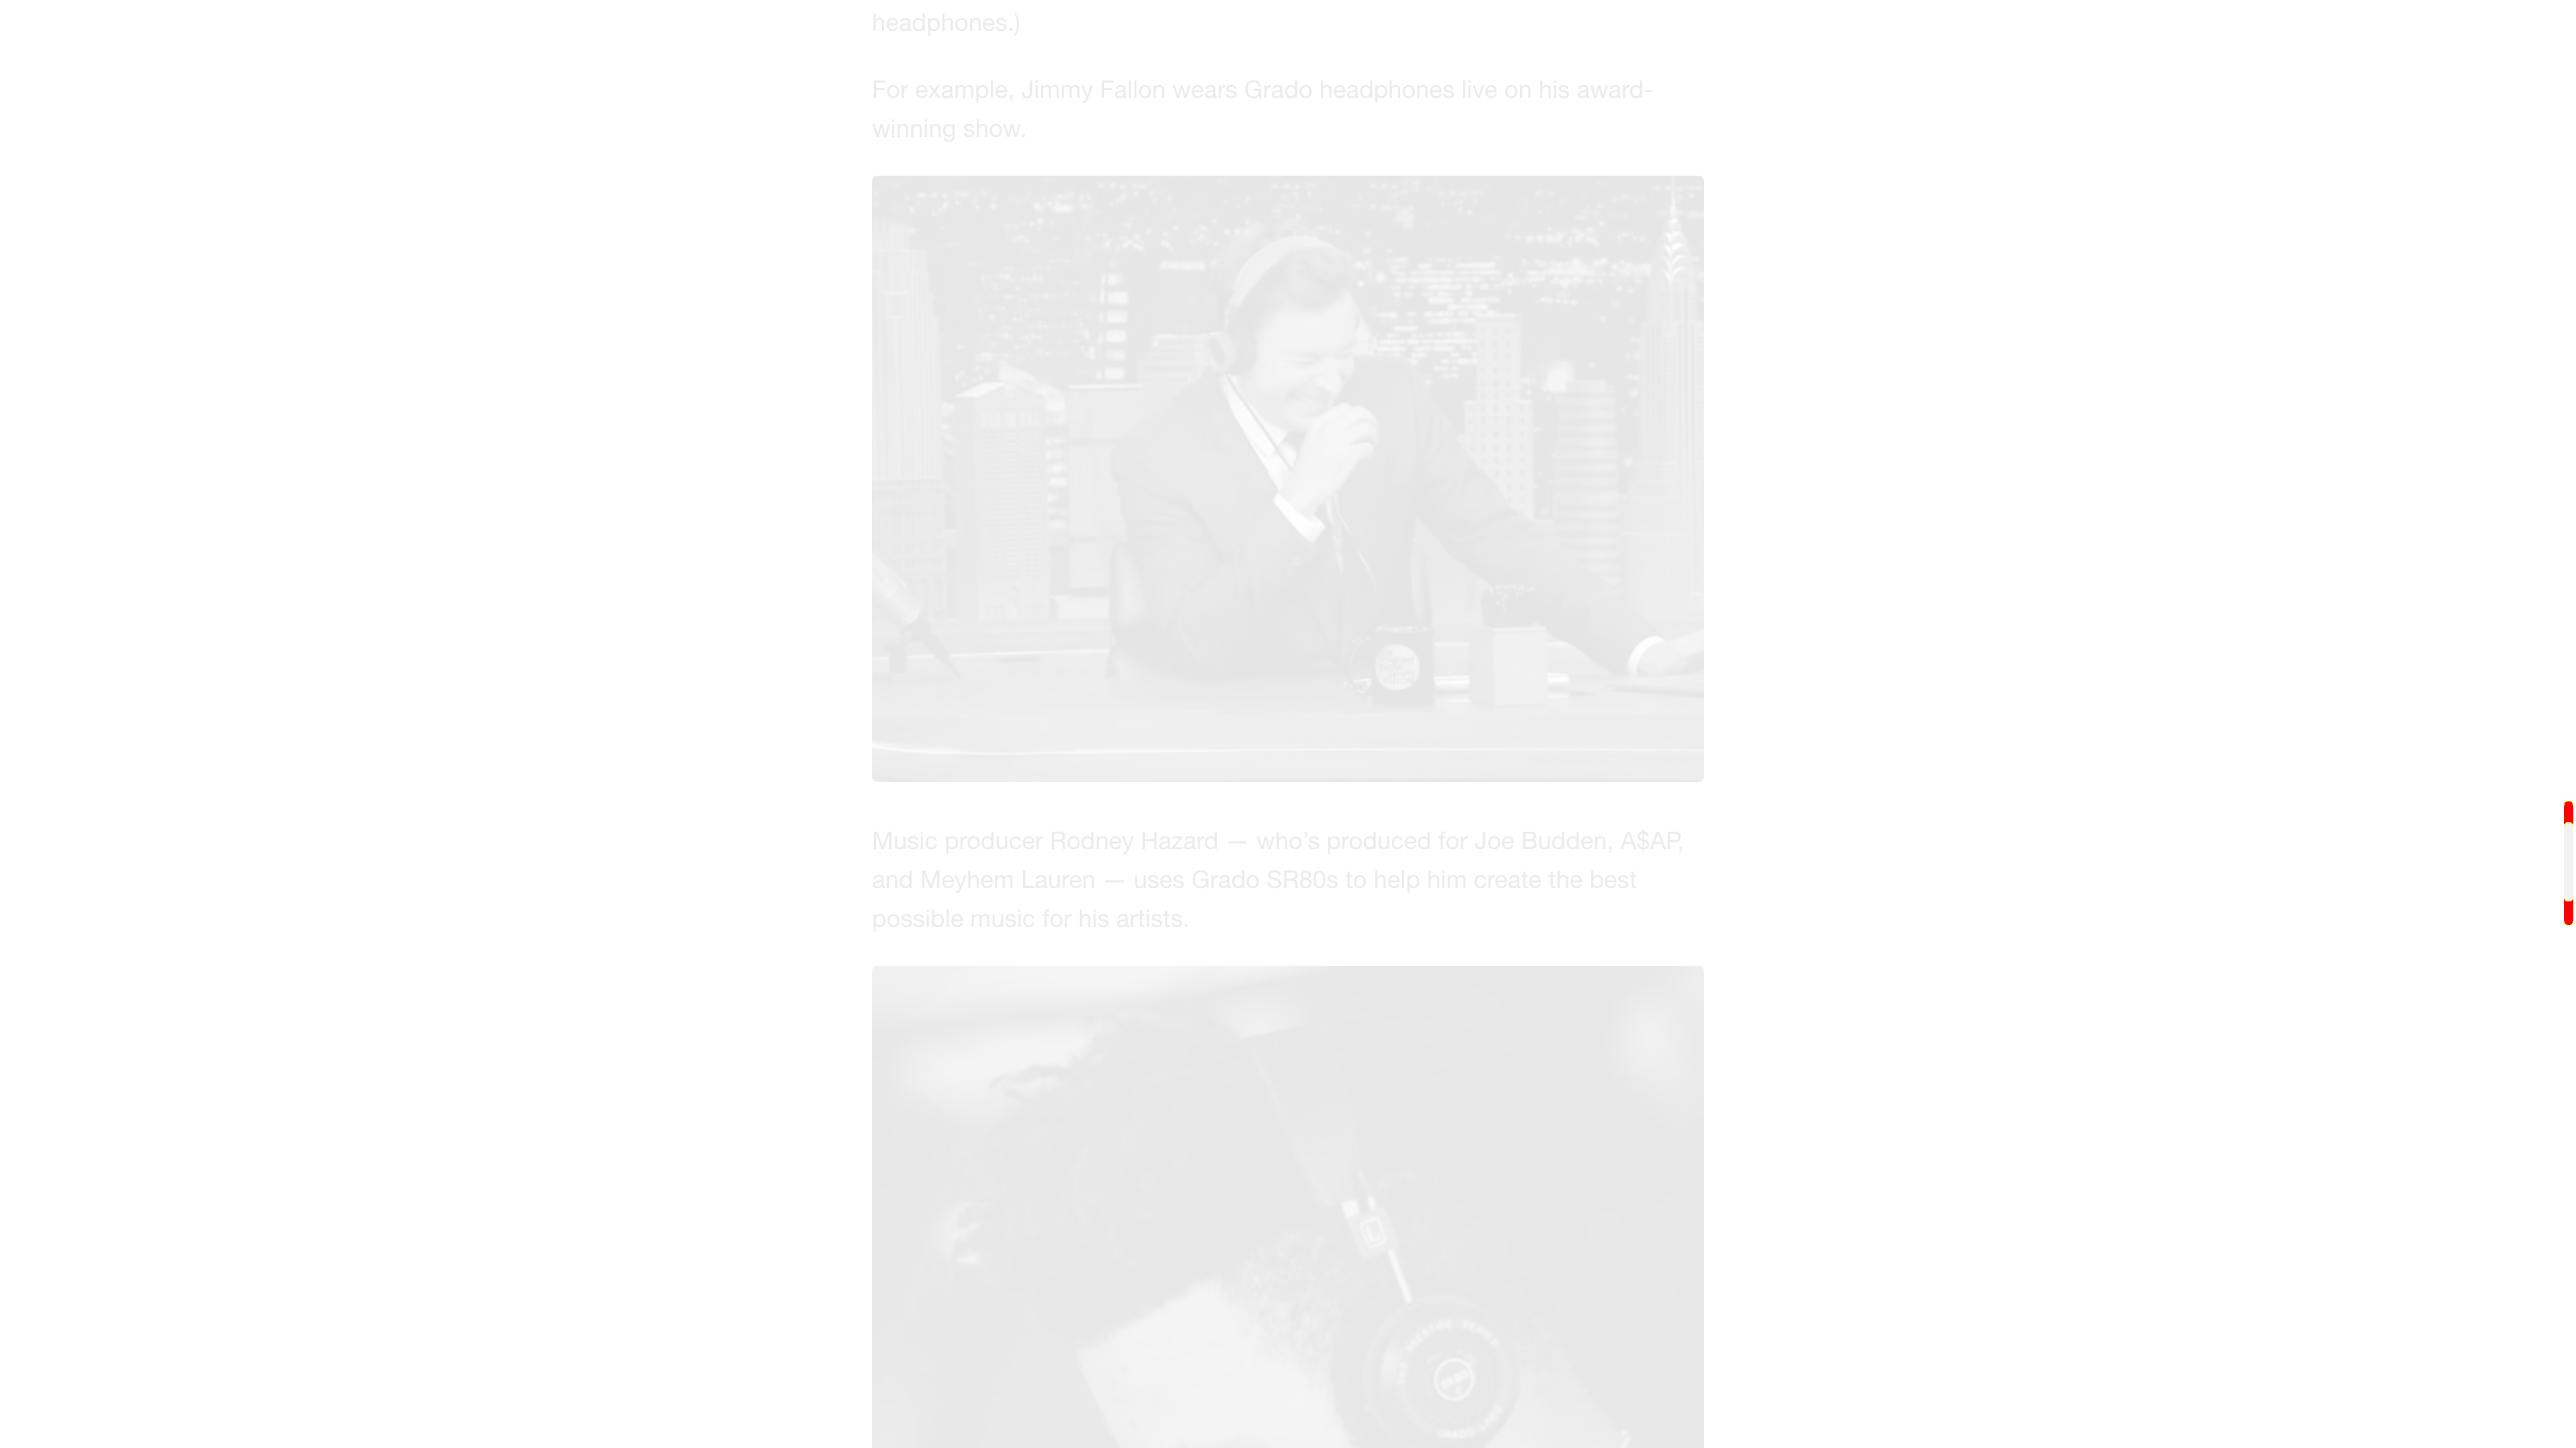 headphones.)
For example, Jimmy Fallon wears Grado headphones live on his award-
winning show.
Music producer Rodney Hazard — who’s produced for Joe Budden, A$AP,
and Meyhem Lauren — uses Grado SR80s to help him create the best
possible music for his artists.
L
GRADO LABS